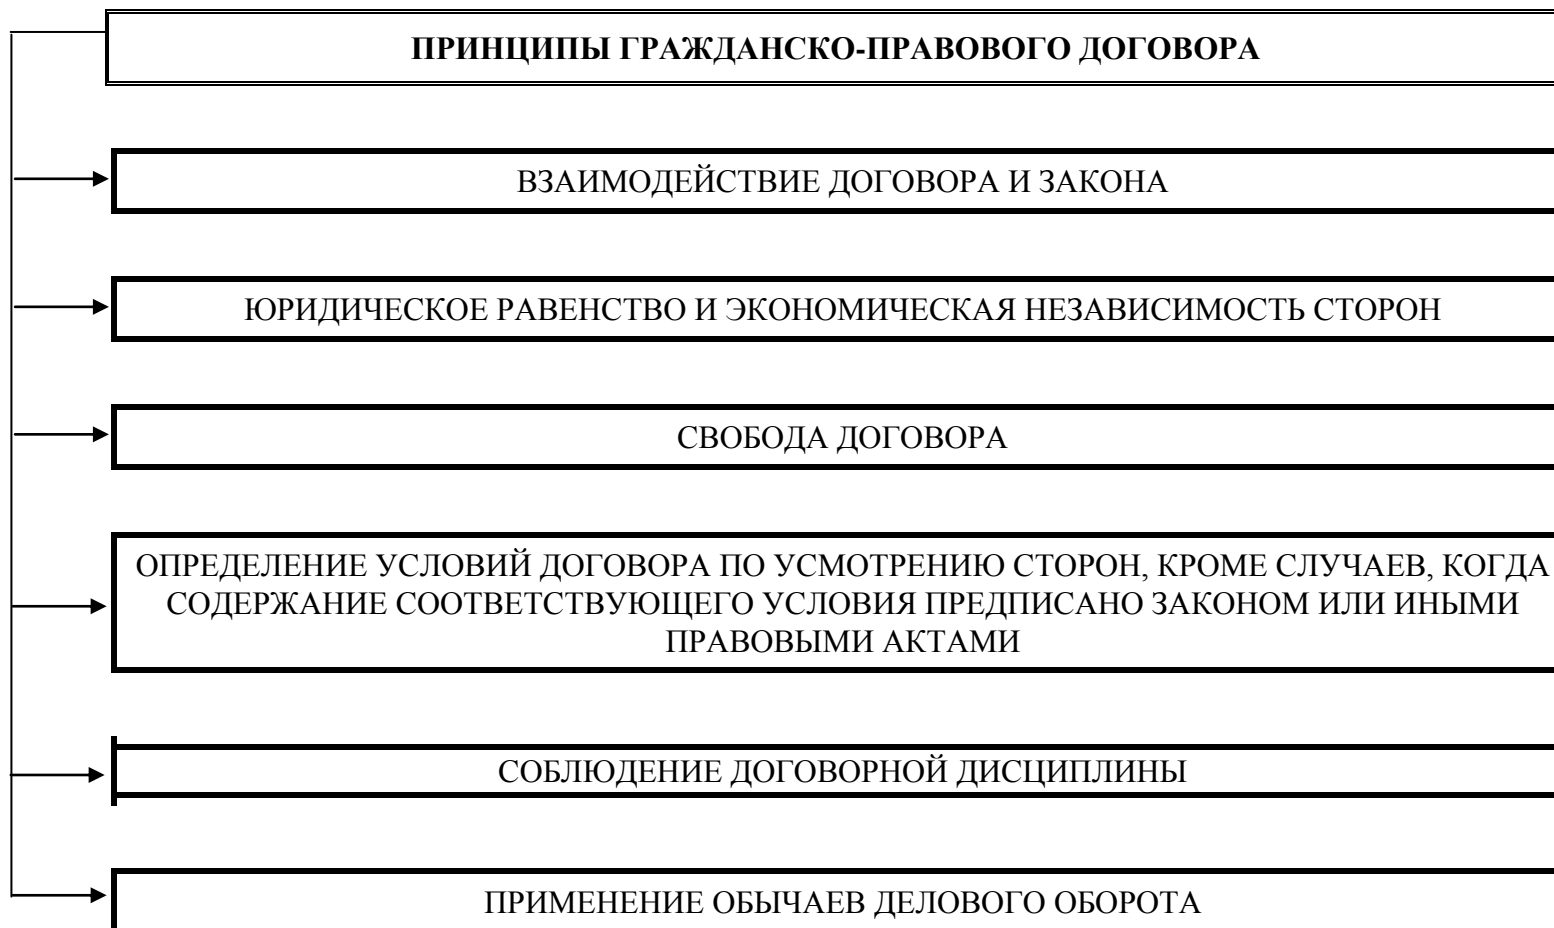 ПРИНЦИПЫ ГРАЖДАНСКО-ПРАВОВОГО ДОГОВОРА
ВЗАИМОДЕЙСТВИЕ ДОГОВОРА И ЗАКОНА
ЮРИДИЧЕСКОЕ РАВЕНСТВО И ЭКОНОМИЧЕСКАЯ НЕЗАВИСИМОСТЬ СТОРОН
СВОБОДА ДОГОВОРА
ОПРЕДЕЛЕНИЕ УСЛОВИЙ ДОГОВОРА ПО УСМОТРЕНИЮ СТОРОН, КРОМЕ СЛУЧАЕВ, КОГДА
СОДЕРЖАНИЕ СООТВЕТСТВУЮЩЕГО УСЛОВИЯ ПРЕДПИСАНО ЗАКОНОМ ИЛИ ИНЫМИ
ПРАВОВЫМИ АКТАМИ
СОБЛЮДЕНИЕ ДОГОВОРНОЙ ДИСЦИПЛИНЫ
ПРИМЕНЕНИЕ ОБЫЧАЕВ ДЕЛОВОГО ОБОРОТА